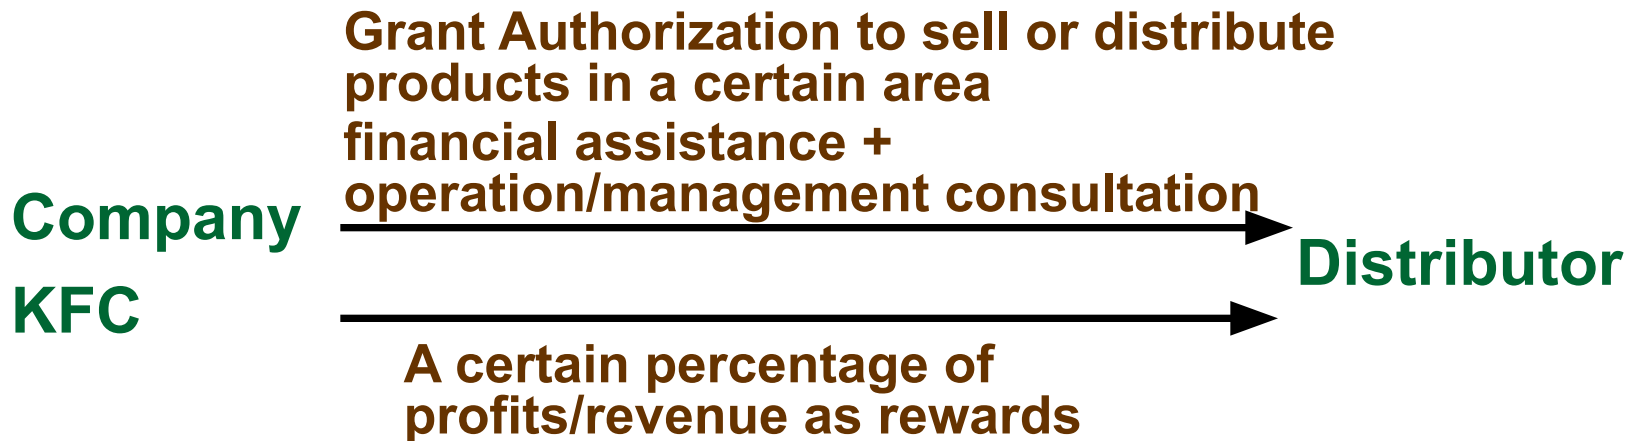 Grant Authorization to sell or distribute
products in a certain area
financial assistance +
operation/management consultation
Company
Distributor
KFC
A certain percentage of
profits/revenue as rewards